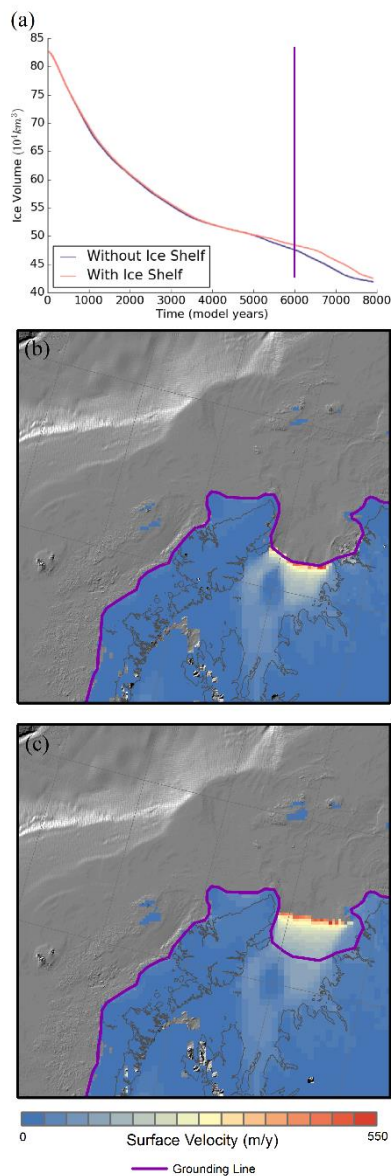 (a)
85
80
75
70
65
60
55
50
45
40
Ice Volume (10¹km³)
Without Ice Shelf
With Ice Shelf
0 1000 2000 3000 4000 5000 6000 7000 8000
Time (model years)
(b)
(c)
0 550
Surface Velocity (m/y)
Grounding Line